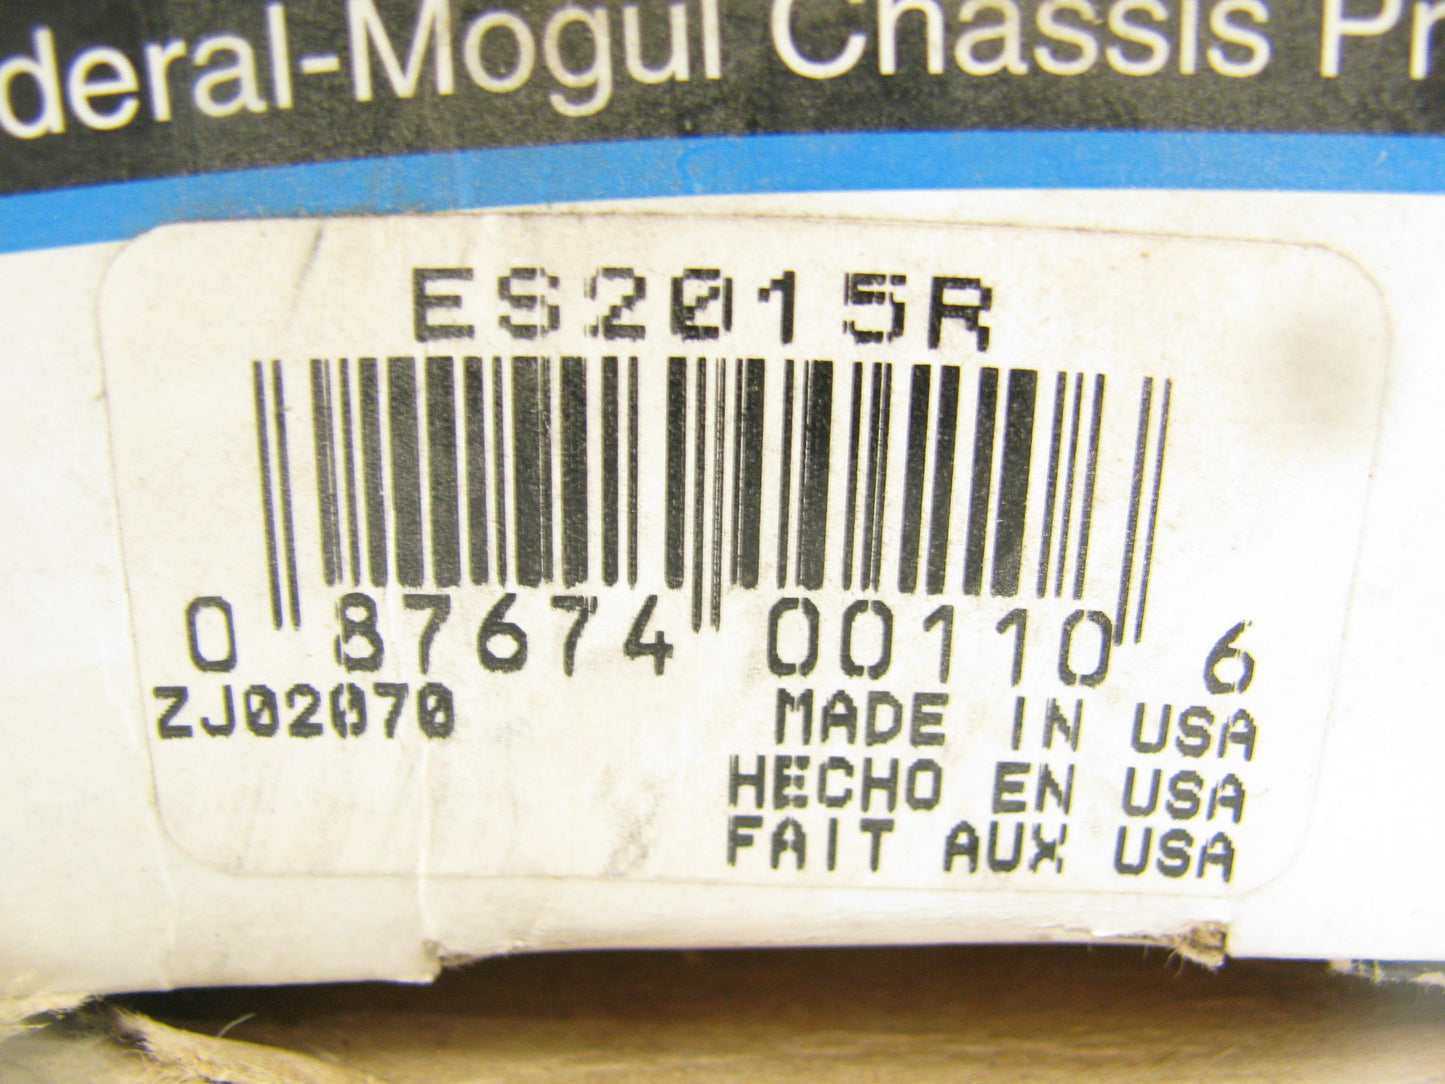 deral-Mogul Chassis Pr
ES2015R
0 87674 00110 6
ZJ02070
MADE IN USA
HECHO EN USA
FAIT AUX USA